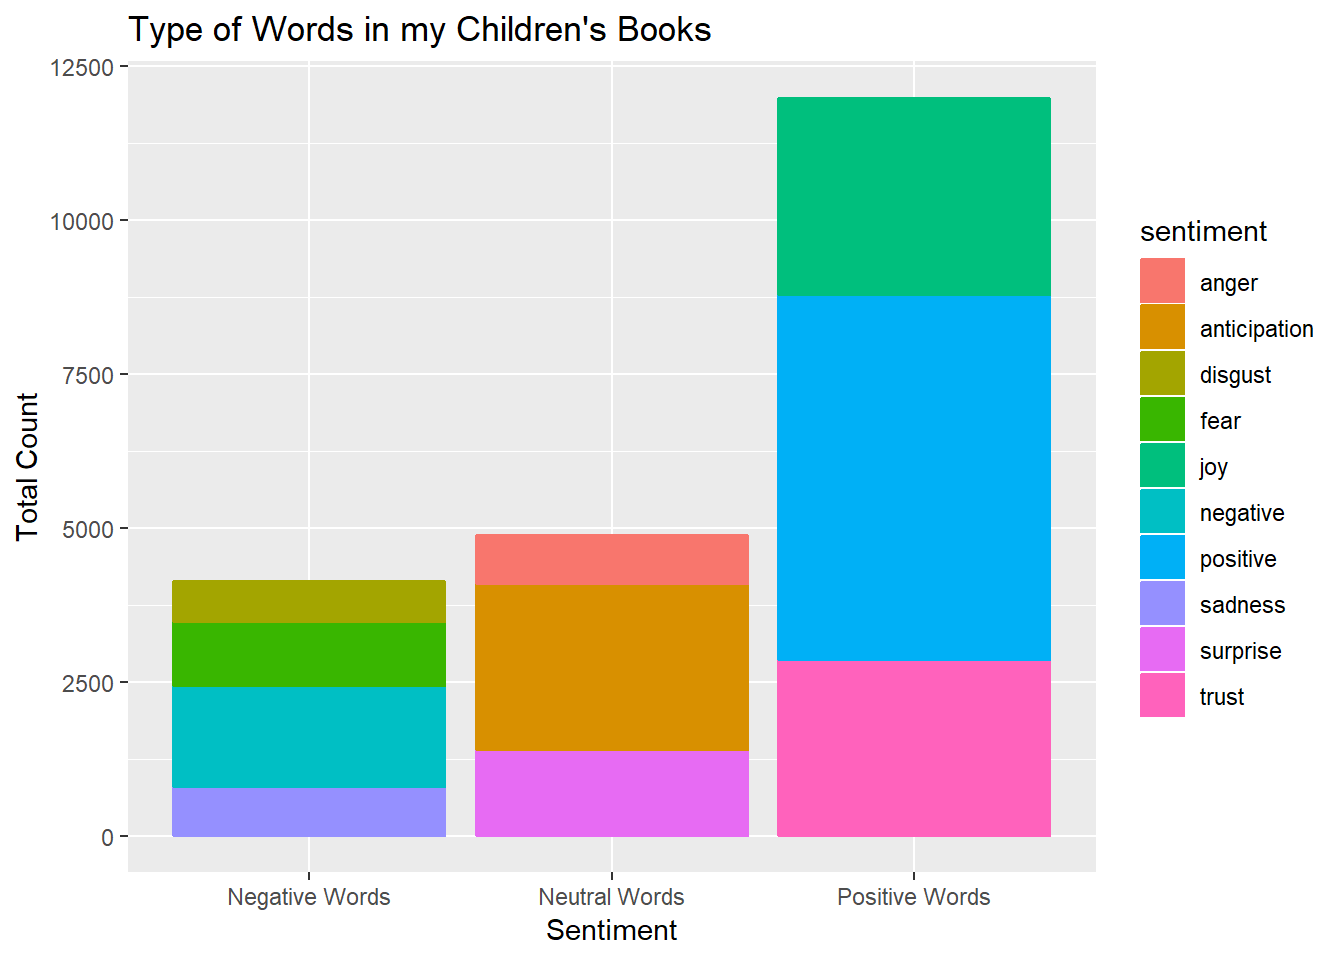 Type of Words in my Children's Books
12500
10000
7500
5000
2500
0
Total Count
Negative Words
Neutral Words
Positive Words
Sentiment
sentiment
anger
anticipation
disgust
fear
joy
negative
positive
sadness
surprise
trust